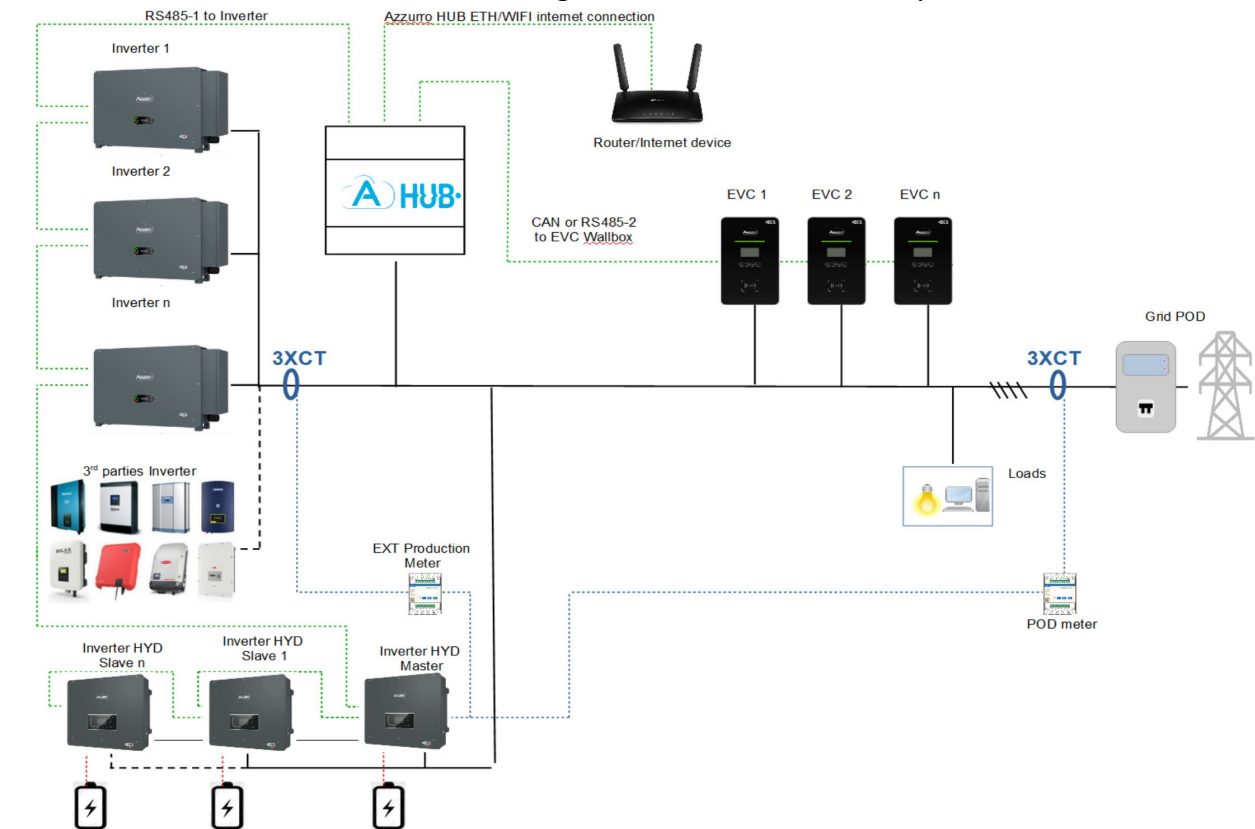 RS485-1 to Inverter
Azzurro HUB ETH/WIFI internet connection
Inverter 1
Router/Internet device
Inverter 2
A HUB
EVC 1
EVC 2
EVC n
CAN or RS485-2
to EVC Wallbox
Inverter n
Grid POD
3XCT
3XCT
3rd parties Inverter
Loads
EXT Production
Meter
POD meter
Inverter HYD
Slave n
Inverter HYD
Slave 1
Inverter HYD
Master